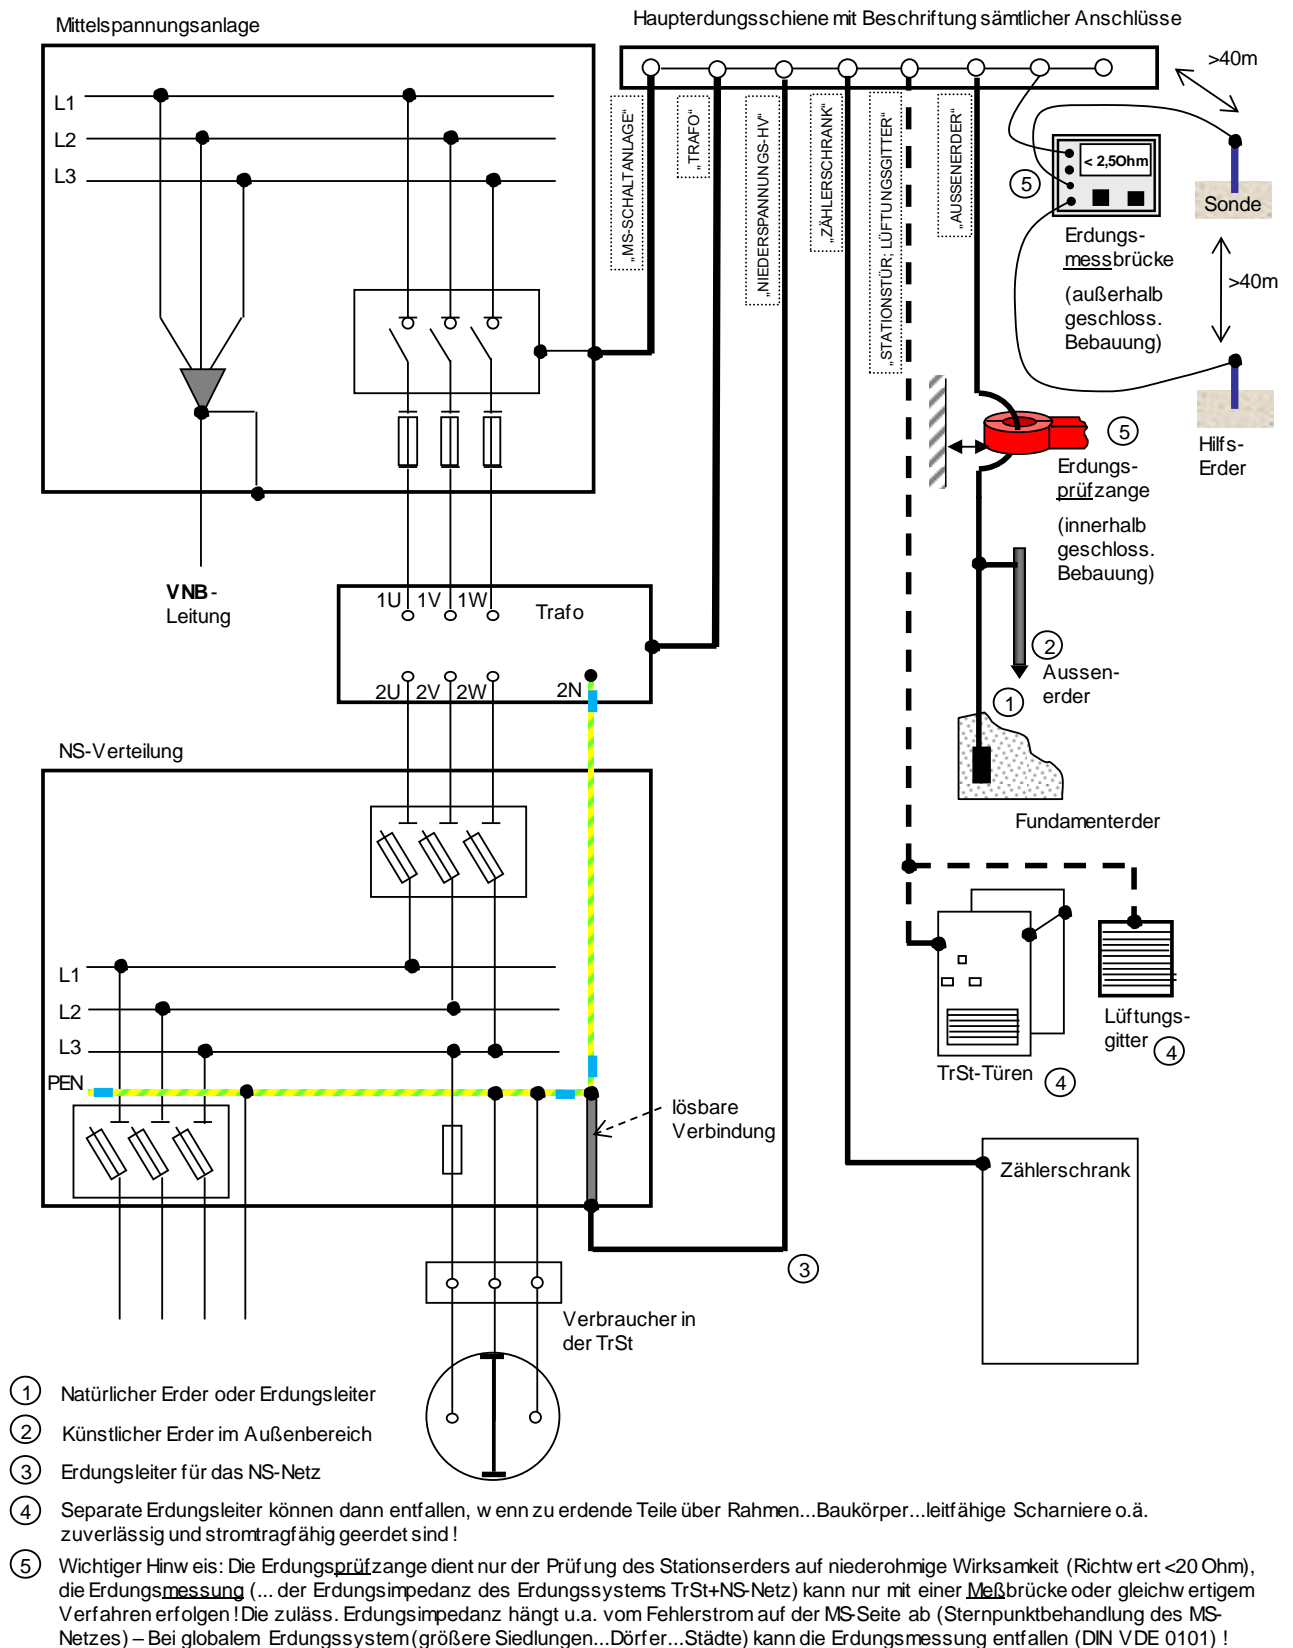 Mittelspannungsanlage
Haupterdungsschiene mit Beschriftung sämtlicher Anschlüsse
L1
L2
L3
„MS-SCHALTANLAGE“
„TRAFO“
„NIEDERSPANNUNGS-HV“
„ZÄHLERSCHRANK“
„STATIONSTÜR; LÜFTUNGSGITTER“
„AUSSENERDER“
>40m
< 2,5Ohm
5
Sonde
Erdungs-
messbrücke
(außerhalb
geschloss.
Bebauung)
>40m
Hilfs-
Erder
5
Erdungs-
prüfzange
(innerhalb
geschloss.
Bebauung)
VNB-
Leitung
1U
1V
1W
Trafo
2U
2V
2W
2N
2
Aussen-
erder
1
Fundamenterder
NS-Verteilung
L1
L2
L3
PEN
lösbare
Verbindung
TrSt-Türen
4
Lüftungs-
gitter
4
Zählerschrank
3
Verbraucher in
der TrSt
1 Natürlicher Erder oder Erdungsleiter
2 Künstlicher Erder im Außenbereich
3 Erdungsleiter für das NS-Netz
4 Separate Erdungsleiter können dann entfallen, wenn zu erdende Teile über Rahmen...Baukörper...leitfähige Scharniere o.ä.
zuverlässig und stromtragfähig geerdet sind !
5 Wichtiger Hinweis: Die Erdungsprüfzange dient nur der Prüfung des Stationserders auf niederohmige Wirksamkeit (Richtwert <20 Ohm),
die Erdungsmessung (... der Erdungsimpedanz des Erdungssystems TrSt+NS-Netz) kann nur mit einer Meßbrücke oder gleichwertigem
Verfahren erfolgen ! Die zuläss. Erdungsimpedanz hängt u.a. vom Fehlerstrom auf der MS-Seite ab (Sternpunktbehandlung des MS-
Netzes) – Bei globalem Erdungssystem (größere Siedlungen...Dörfer...Städte) kann die Erdungsmessung entfallen (DIN VDE 0101) !